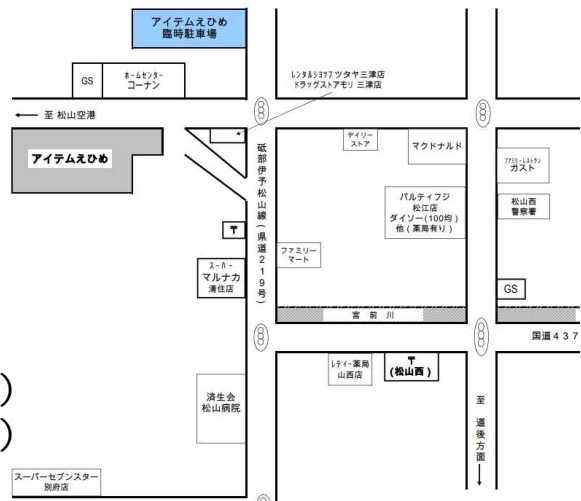 アイテムえひめ
臨時駐車場
GS
ホームセンター
コーナン
レンタルショップツタヤ三津店
ドラッグストアモリ 三津店
← 至 松山空港
アイテムえひめ
デイリー
ストア
マクドナルド
ファミリーレストラン
ガスト
砥部伊予松山線(県道219号)
パルティフジ
松江店
ダイソー(100均)
他(薬局有り)
松山西
警察署
〒
ファミリー
マート
スーパー
マルナカ
清住店
GS
宮前川
国道437
レディー薬局
山西店
〒
(松山西)
済生会
松山病院
至 道後方面
)
)
スーパーセブンスター
別府店